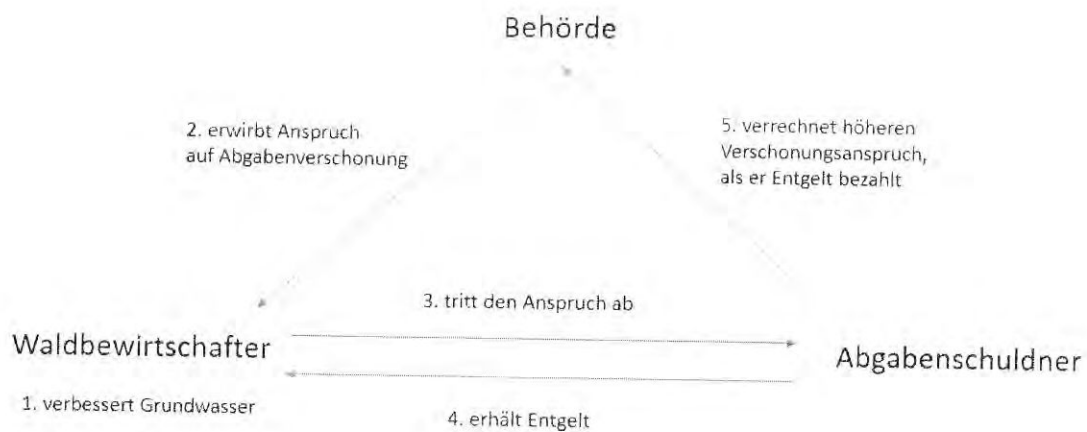 Behörde
2. erwirbt Anspruch
auf Abgabenverschonung
5. verrechnet höheren
Verschonungsanspruch,
als er Entgelt bezahlt
3. tritt den Anspruch ab
Waldbewirtschafter
Abgabenschuldner
1. verbessert Grundwasser
4. erhält Entgelt